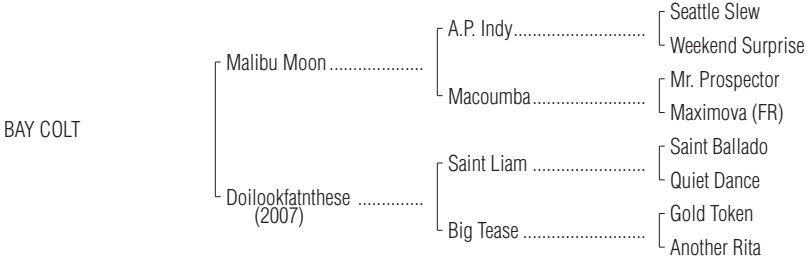 Seattle Slew
A.P. Indy..............................
Weekend Surprise
Malibu Moon .....................
Mr. Prospector
Macoumba..........................
Maximova (FR)
BAY COLT
Saint Ballado
Saint Liam ..........................
Quiet Dance
Doilookfatnthese ...............
(2007)
Gold Token
Big Tease ............................
Another Rita